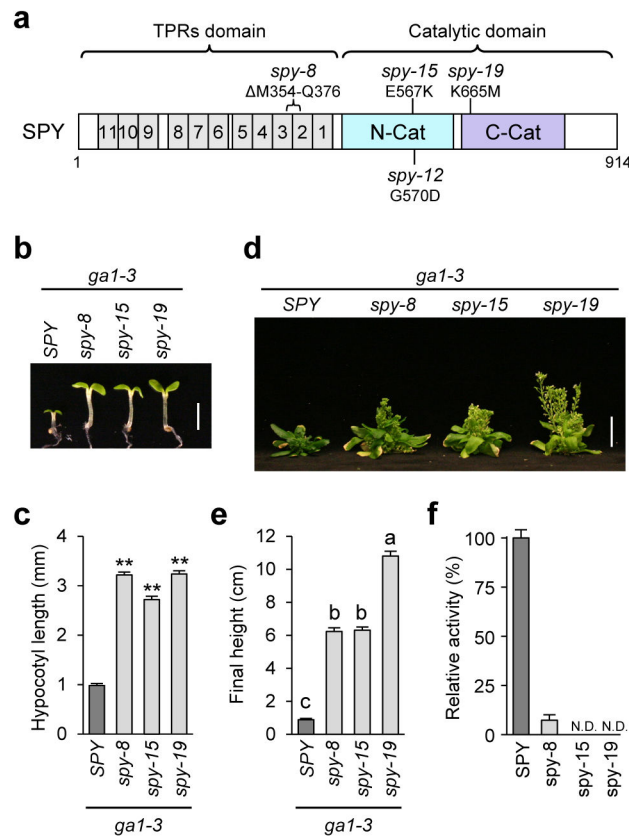 a
TPRs domain Catalytic domain
spy-8 spy-15 spy-19
ΔM354-Q376 E567K K665M
SPY 11 10 9 8 7 6 5 4 3 2 1 N-Cat C-Cat
1 914
spy-12
G570D
b
ga1-3
SPY spy-8 spy-15 spy-19
d
ga1-3
SPY spy-8 spy-15 spy-19
c
Hypocotyl length (mm)
4
3
2
1
0
** ** **
SPY spy-8 spy-15 spy-19
ga1-3
e
Final height (cm)
12
10
8
6
4
2
0
c b b a
SPY spy-8 spy-15 spy-19
ga1-3
f
Relative activity (%)
100
75
50
25
0
N.D. N.D.
SPY spy-8 spy-15 spy-19